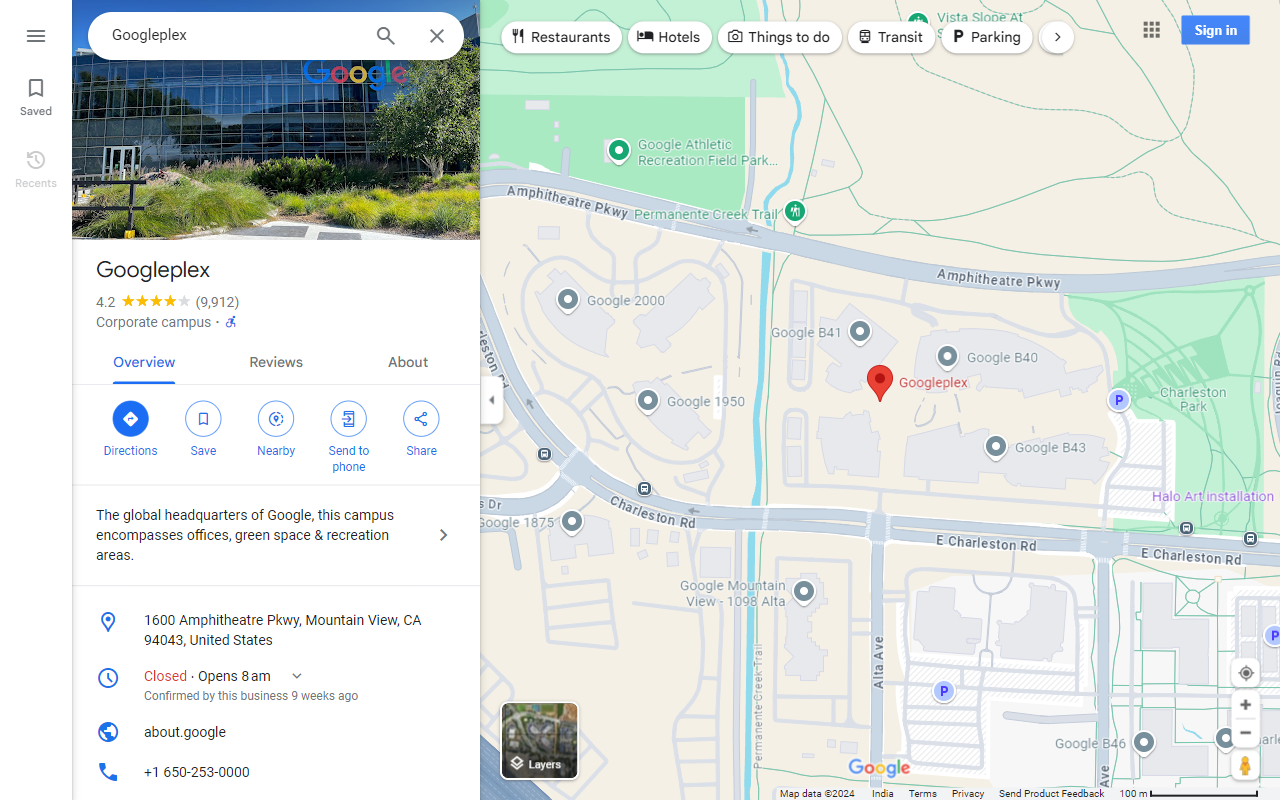 Googleplex
Saved
Recents
Google
Googleplex
4.2
(9,912)
Corporate campus ·
Overview
Reviews
About
Directions
Save
Nearby
Send to
phone
Share
The global headquarters of Google, this campus
encompasses offices, green space & recreation
areas.
1600 Amphitheatre Pkwy, Mountain View, CA
94043, United States
Closed · Opens 8 am
Confirmed by this business 9 weeks ago
about.google
+1 650-253-0000
Restaurants
Hotels
Things to do
Transit
Parking
Sign in
Vista Slope At
Google Athletic
Recreation Field Park...
Amphitheatre Pkwy
Permanente Creek Trail
Amphitheatre Pkwy
Google 2000
Google B41
Google B40
Googleplex
Google 1950
P
Charleston
Park
Google B43
Halo Art installation
s Dr
Google 1875
Charleston Rd
E Charleston Rd
E Charleston Rd
Google Mountain
View - 1098 Alta
P
Alta Ave
Permanente Creek Trail
P
Google B46
Ave
Layers
Google
Map data ©2024
India
Terms
Privacy
Send Product Feedback
100 m